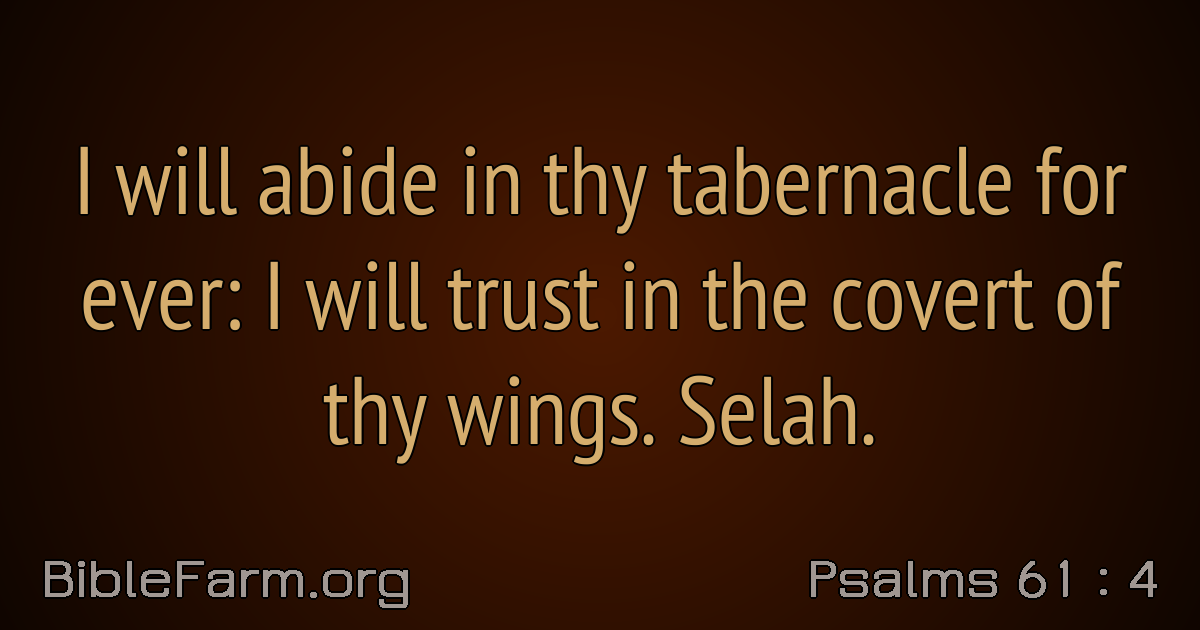 I will abide in thy tabernacle for
ever: I will trust in the covert of
thy wings. Selah.
BibleFarm.org
Psalms 61 : 4